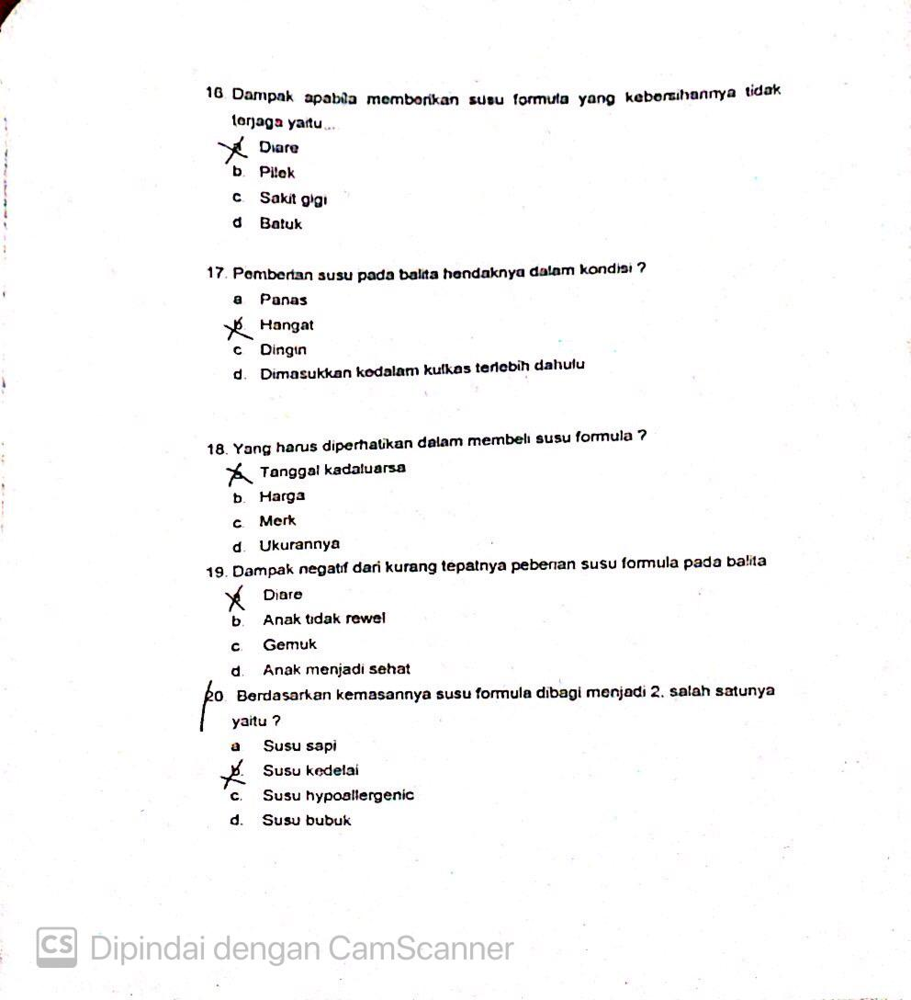 16 Dampak apabila memberikan susu formula yang kebersihannya tidak
terjaga yaitu...
a Diare
b. Pilek
c Sakit gigi
d Batuk
17. Pemberian susu pada balita hendaknya dalam kondisi ?
a Panas
b. Hangat
c Dingin
d. Dimasukkan kedalam kulkas terlebih dahulu
18. Yang harus diperhatikan dalam membeli susu formula ?
a. Tanggal kadaluarsa
b. Harga
c. Merk
d. Ukurannya
19. Dampak negatif dari kurang tepatnya peberian susu formula pada balita
a Diare
b. Anak tidak rewel
c. Gemuk
d. Anak menjadi sehat
20 Berdasarkan kemasannya susu formula dibagi menjadi 2. salah satunya
yaitu ?
a Susu sapi
b. Susu kedelai
c. Susu hypoallergenic
d. Susu bubuk
CS Dipindai dengan CamScanner